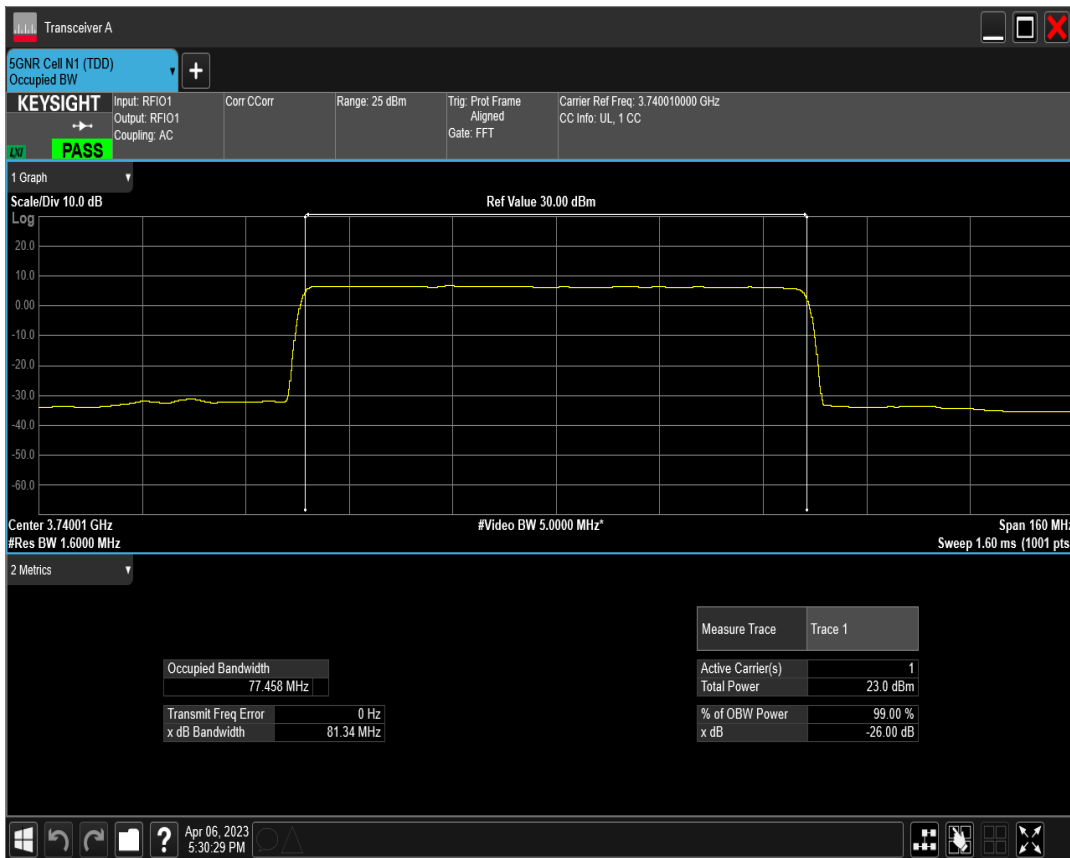 Transceiver A
5GNR Cell N1 (TDD)
Occupied BW
+
KEYSIGHT
LXI
PASS
Input: RFIO1
Output: RFIO1
Coupling: AC
Corr CCorr
Range: 25 dBm
Trig: Prot Frame
Aligned
Gate: FFT
Carrier Ref Freq: 3.740010000 GHz
CC Info: UL, 1 CC
1 Graph
Scale/Div 10.0 dB
Ref Value 30.00 dBm
Log
20.0
10.0
0.00
-10.0
-20.0
-30.0
-40.0
-50.0
-60.0
Center 3.74001 GHz
#Video BW 5.0000 MHz*
Span 160 MHz
#Res BW 1.6000 MHz
Sweep 1.60 ms (1001 pts
2 Metrics
Measure Trace Trace 1
Occupied Bandwidth
77.458 MHz
Active Carrier(s) 1
Total Power 23.0 dBm
Transmit Freq Error 0 Hz
x dB Bandwidth 81.34 MHz
% of OBW Power 99.00 %
x dB -26.00 dB
?
Apr 06, 2023
5:30:29 PM